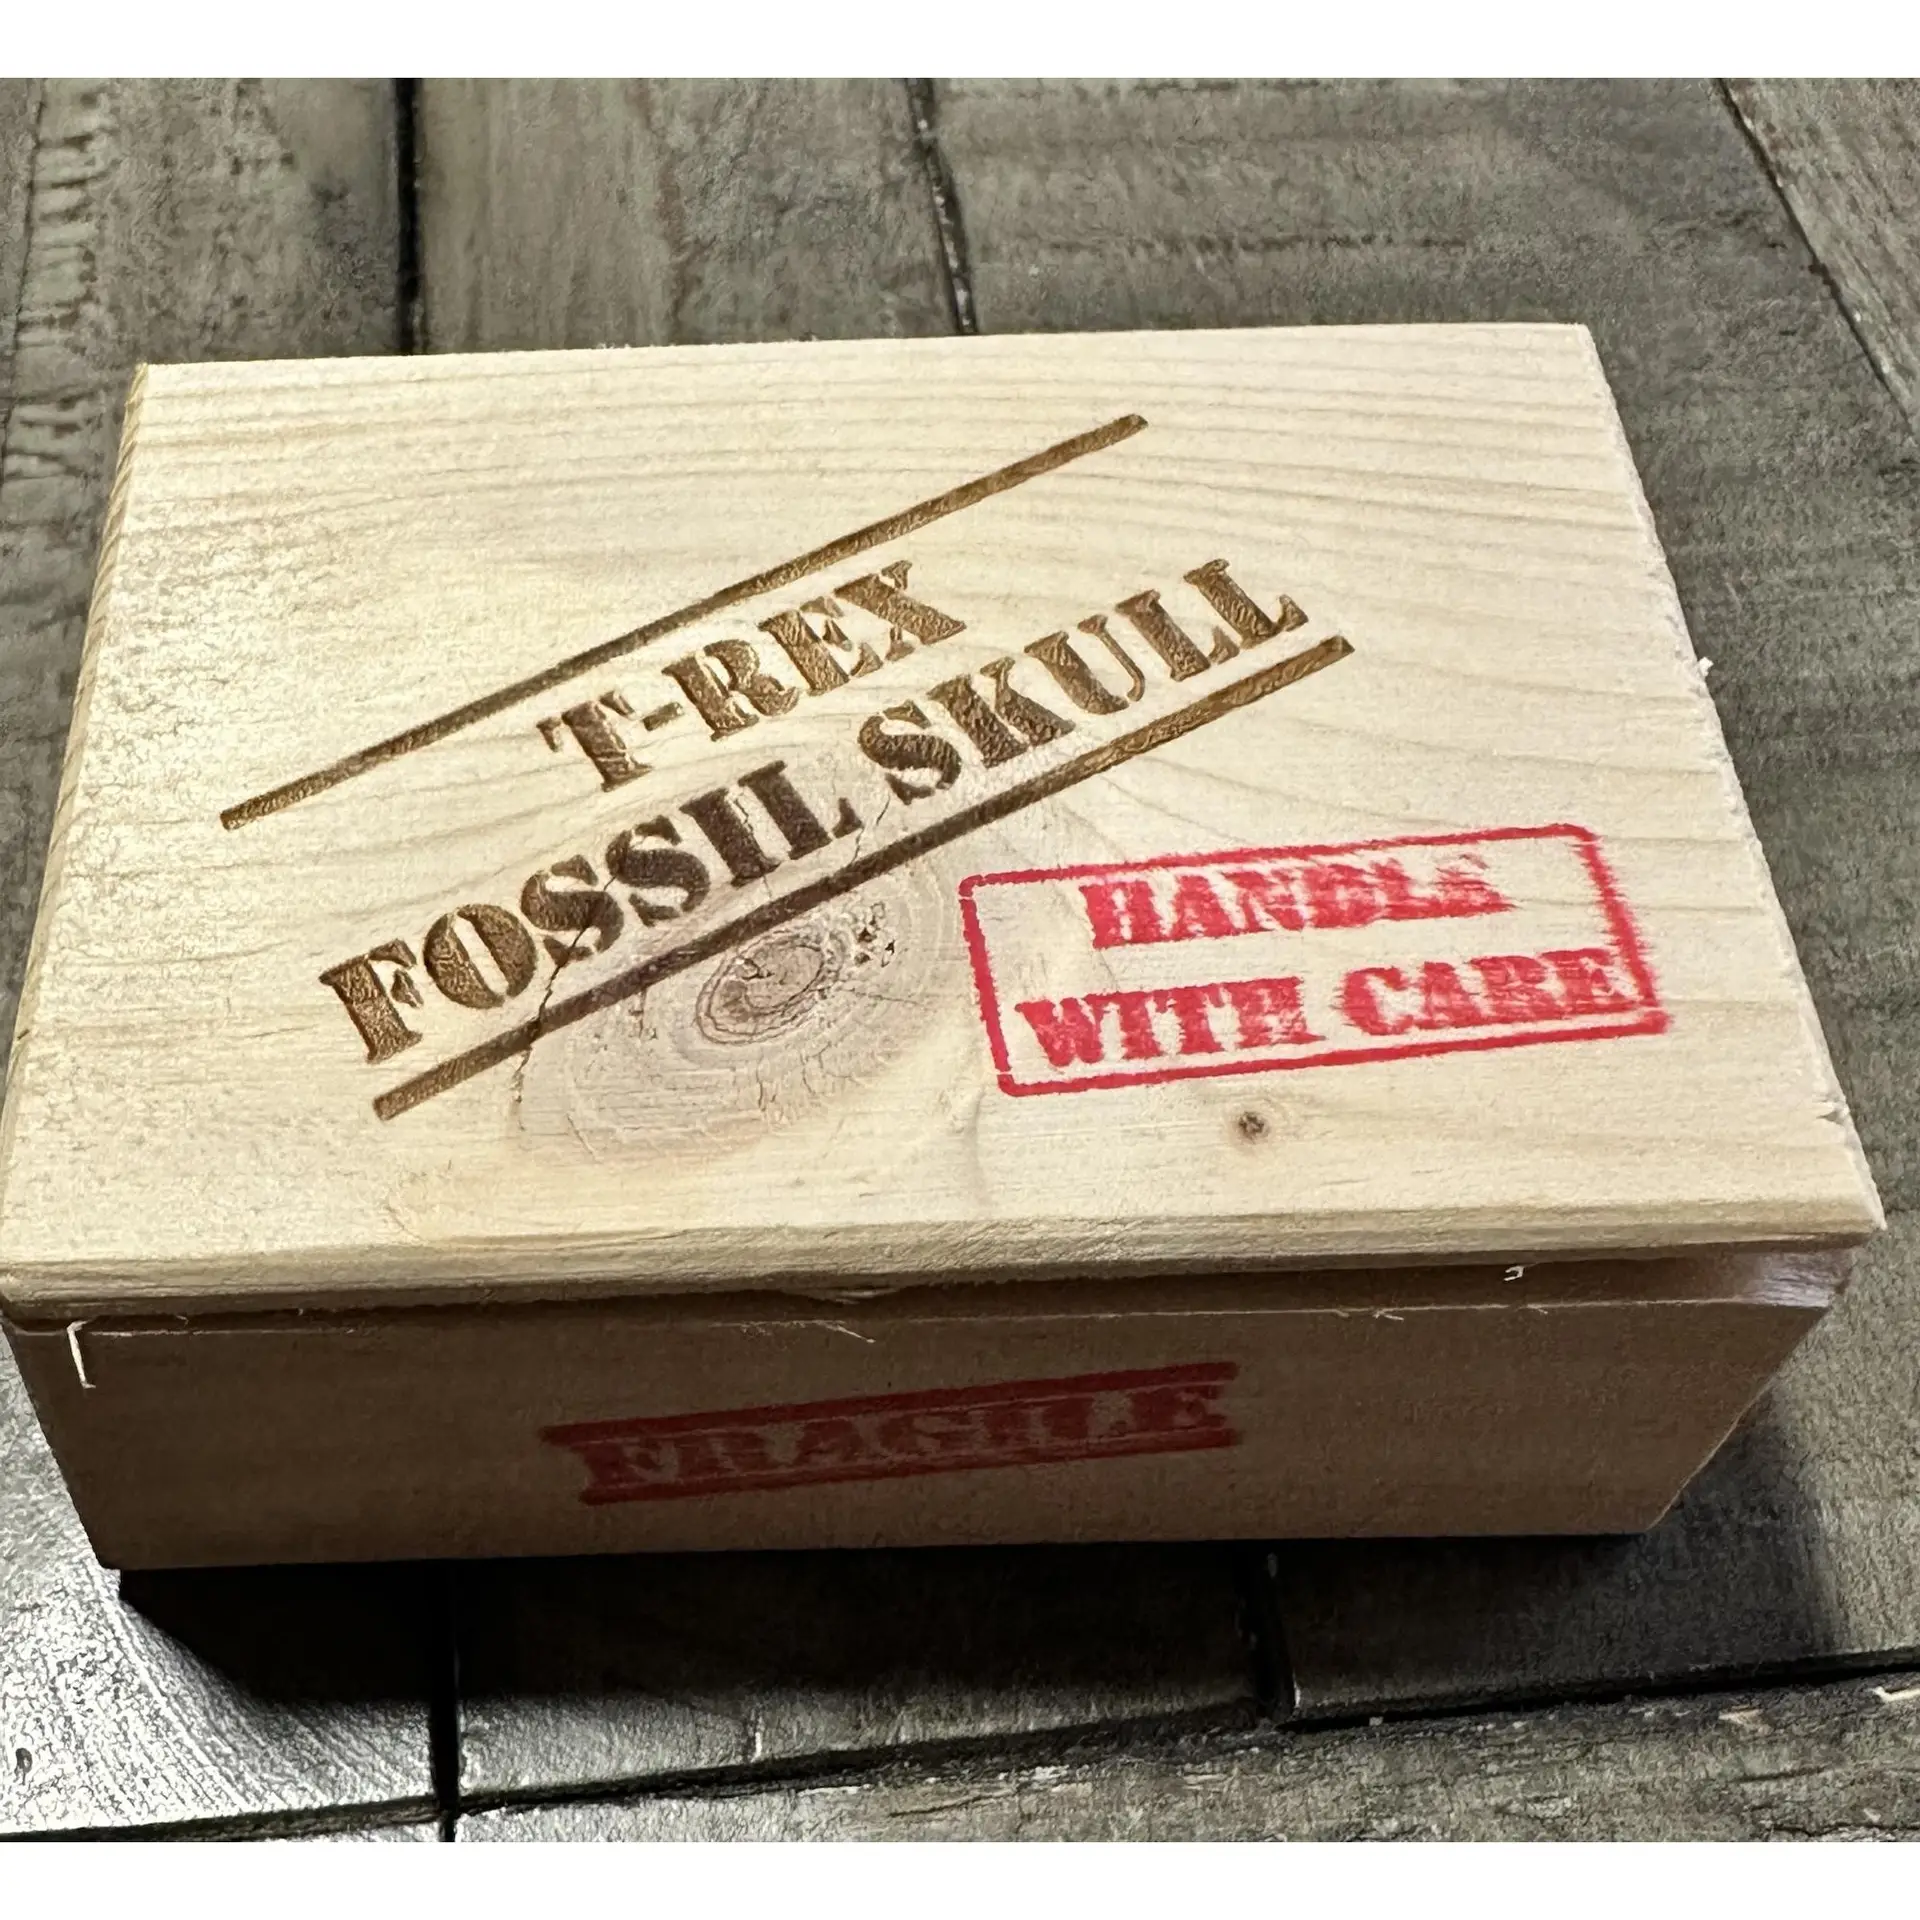 T-REX
FOSSIL SKULL
HANDLE
WITH CARE
FRAGILE